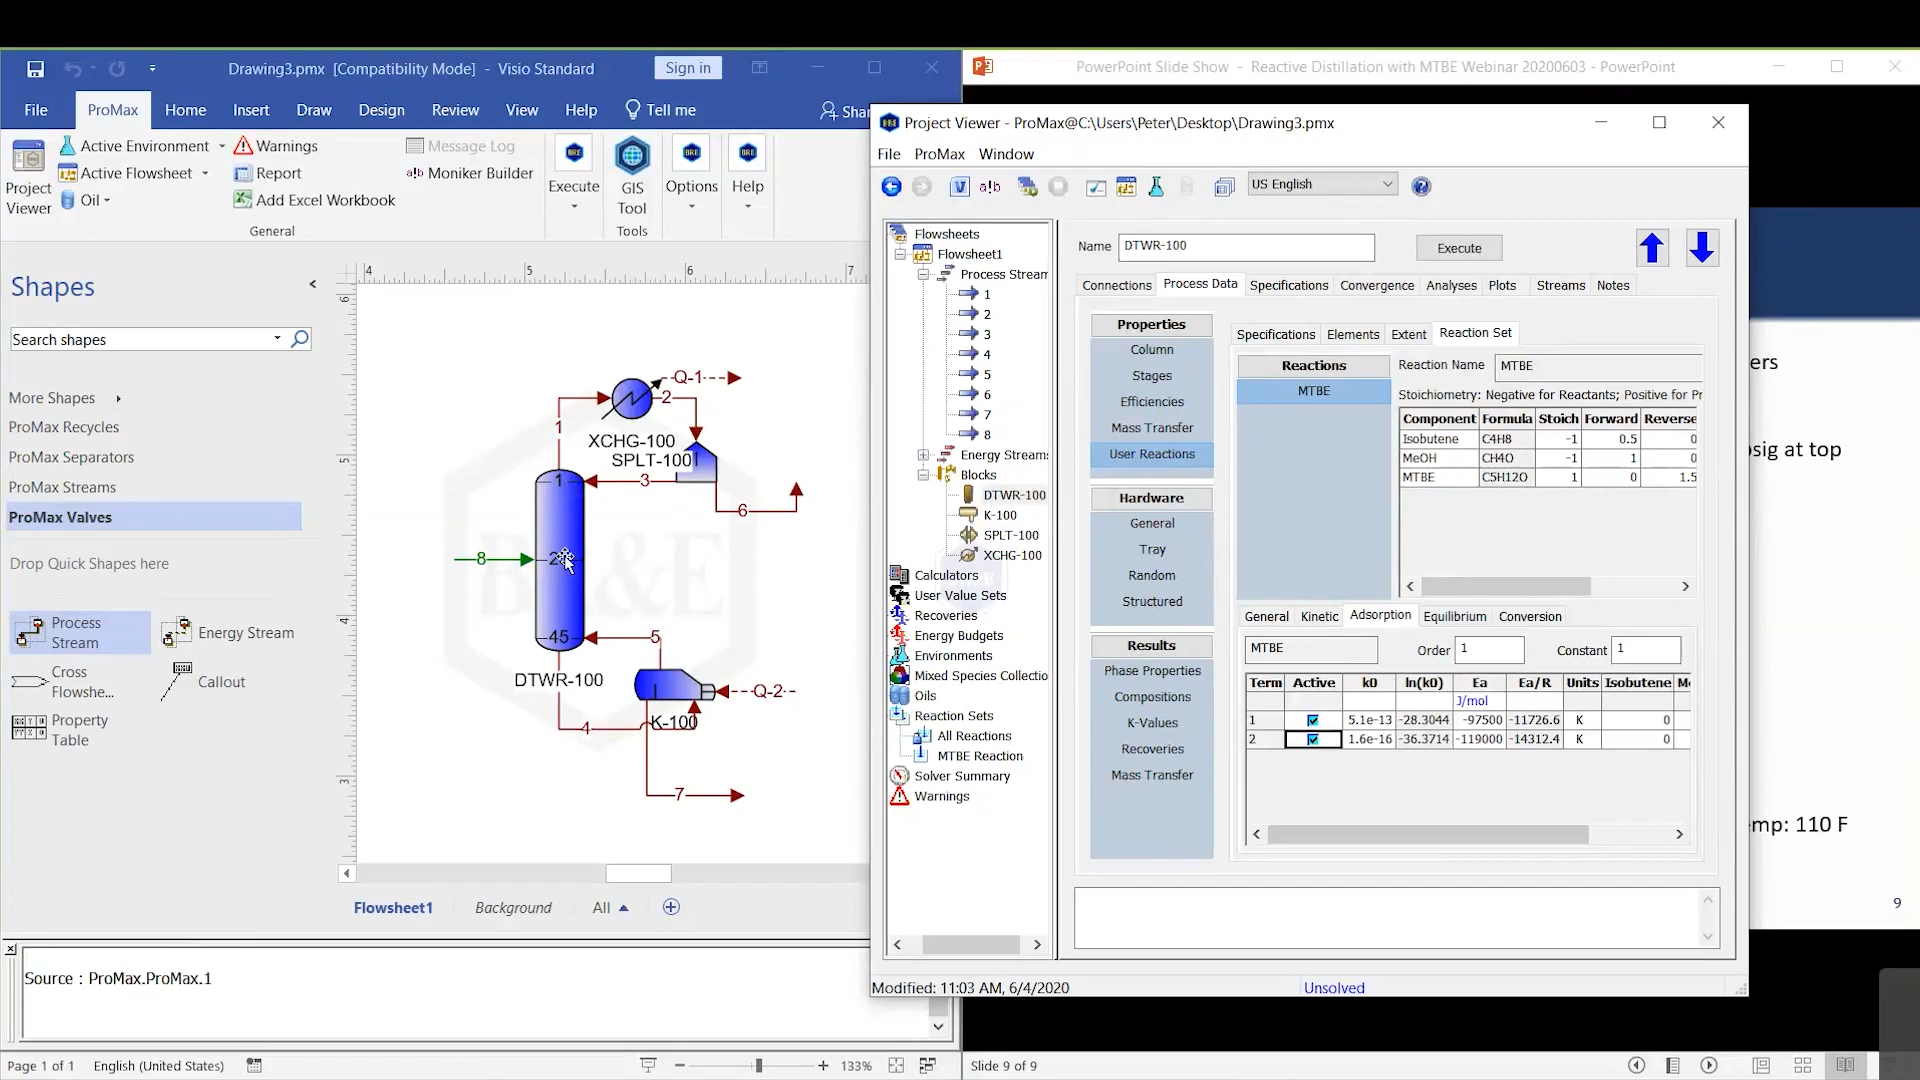 Drawing3.pmx [Compatibility Mode] - Visio Standard
Sign in
PowerPoint Slide Show - Reactive Distillation with MTBE Webinar 20200603 - PowerPoint
File ProMax Home Insert Draw Design Review View Help Tell me Shar
Project Viewer
Active Environment
Active Flowsheet
Oil
Warnings
Report
Add Excel Workbook
Message Log
Moniker Builder
General
Execute
GIS Tool
Tools
Options
Help
Shapes
Search shapes
More Shapes
ProMax Recycles
ProMax Separators
ProMax Streams
ProMax Valves
Drop Quick Shapes here
Process Stream
Energy Stream
Cross Flowshe...
Callout
Property Table
4 5 6 7
6
5
4
3
Q-1
2
1
XCHG-100
SPLT-100
1
3
6
8
2
45
5
DTWR-100
Q-2
K-100
4
7
BR&E
Flowsheet1 Background All
Source : ProMax.ProMax.1
Page 1 of 1 English (United States) 133%
Slide 9 of 9
Project Viewer - ProMax@C:\Users\Peter\Desktop\Drawing3.pmx
File ProMax Window
a!b US English
Flowsheets
Flowsheet1
Process Stream
1
2
3
4
5
6
7
8
Energy Streams
Blocks
DTWR-100
K-100
SPLT-100
XCHG-100
Calculators
User Value Sets
Recoveries
Energy Budgets
Environments
Mixed Species Collectio
Oils
Reaction Sets
All Reactions
MTBE Reaction
Solver Summary
Warnings
Name DTWR-100 Execute
Connections Process Data Specifications Convergence Analyses Plots Streams Notes
Properties
Column
Stages
Efficiencies
Mass Transfer
User Reactions
Hardware
General
Tray
Random
Structured
Results
Phase Properties
Compositions
K-Values
Recoveries
Mass Transfer
Specifications Elements Extent Reaction Set
Reactions
MTBE
Reaction Name MTBE
Stoichiometry: Negative for Reactants; Positive for Pr
Component Formula Stoich Forward Reverse
Isobutene C4H8 -1 0.5 0
MeOH CH4O -1 1 0
MTBE C5H12O 1 0 1.5
General Kinetic Adsorption Equilibrium Conversion
MTBE Order 1 Constant 1
Term Active k0 ln(k0) Ea Ea/R Units Isobutene M
J/mol
1 5.1e-13 -28.3044 -97500 -11726.6 K 0
2 1.6e-16 -36.3714 -119000 -14312.4 K 0
Modified: 11:03 AM, 6/4/2020 Unsolved
ers
osig at top
emp: 110 F
9